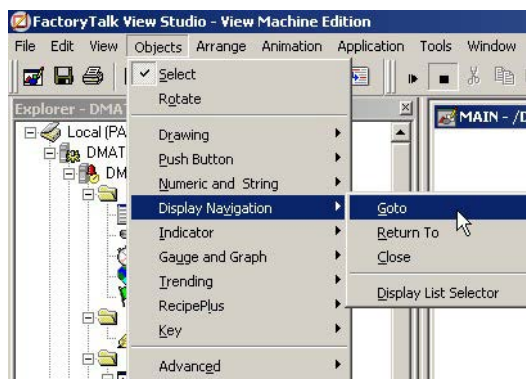 FactoryTalk View Studio - View Machine Edition
File Edit View Objects Arrange Animation Application Tools Window
Select
Rotate
Explorer - DMAT
MAIN - /D
Local (PA
DMAT
DM
Drawing
Push Button
Numeric and String
Display Navigation
Goto
Indicator
Return To
Gauge and Graph
Close
Trending
Display List Selector
RecipePlus
Key
Advanced